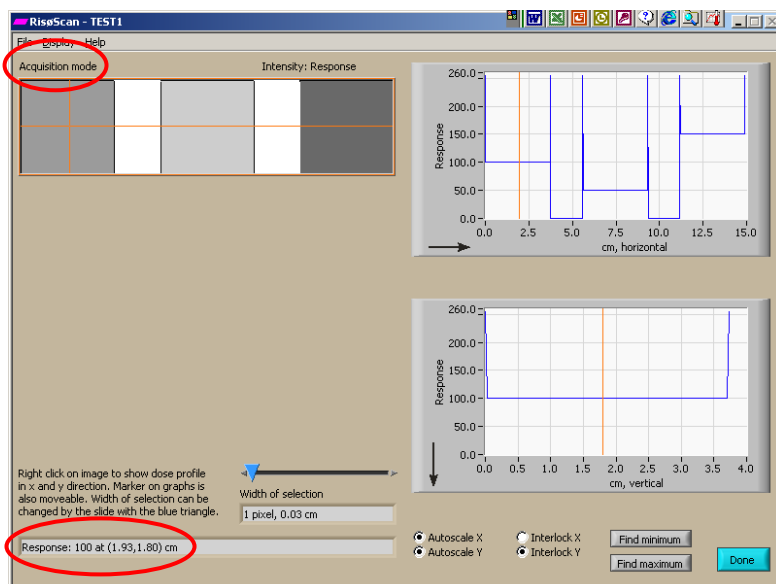 RisøScan - TEST1
File Display Help
Acquisition mode
Intensity: Response
260.0
200.0
150.0
100.0
50.0
0.0
Response
0.0 2.5 5.0 7.5 10.0 12.5 15.0
cm, horizontal
260.0
200.0
150.0
100.0
50.0
0.0
Response
0.0 0.5 1.0 1.5 2.0 2.5 3.0 3.5 4.0
cm, vertical
Right click on image to show dose profile
in x and y direction. Marker on graphs is
also moveable. Width of selection can be
changed by the slide with the blue triangle.
Width of selection
1 pixel, 0.03 cm
Response: 100 at (1.93,1.80) cm
Autoscale X
Autoscale Y
Interlock X
Interlock Y
Find minimum
Find maximum
Done